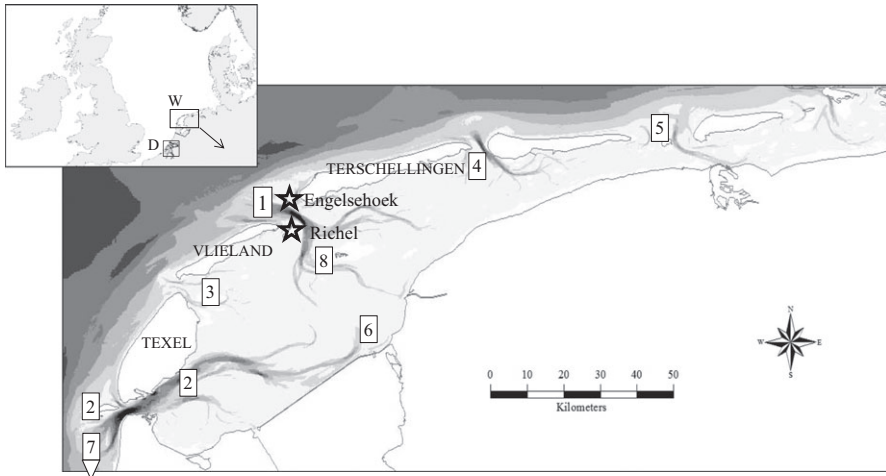 W
D
TERSCHELLINGEN
4
5
1
Engelsehoek
Richel
VLIELAND
8
3
6
TEXEL
2
2
7
N
W
E
S
0 10 20 30 40 50
Kilometers